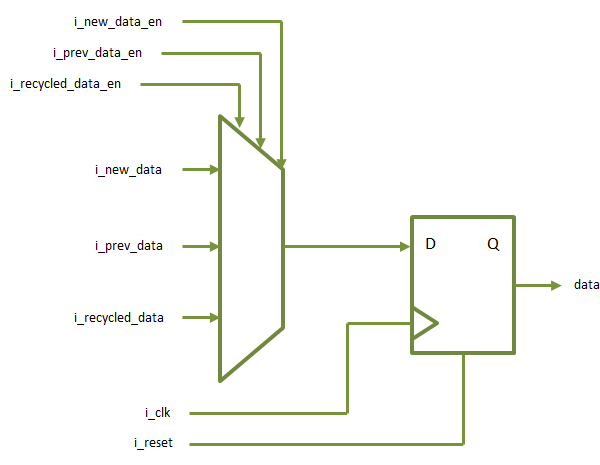 i_new_data_en
i_prev_data_en
i_recycled_data_en
i_new_data
i_prev_data
D Q
data
i_recycled_data
i_clk
i_reset